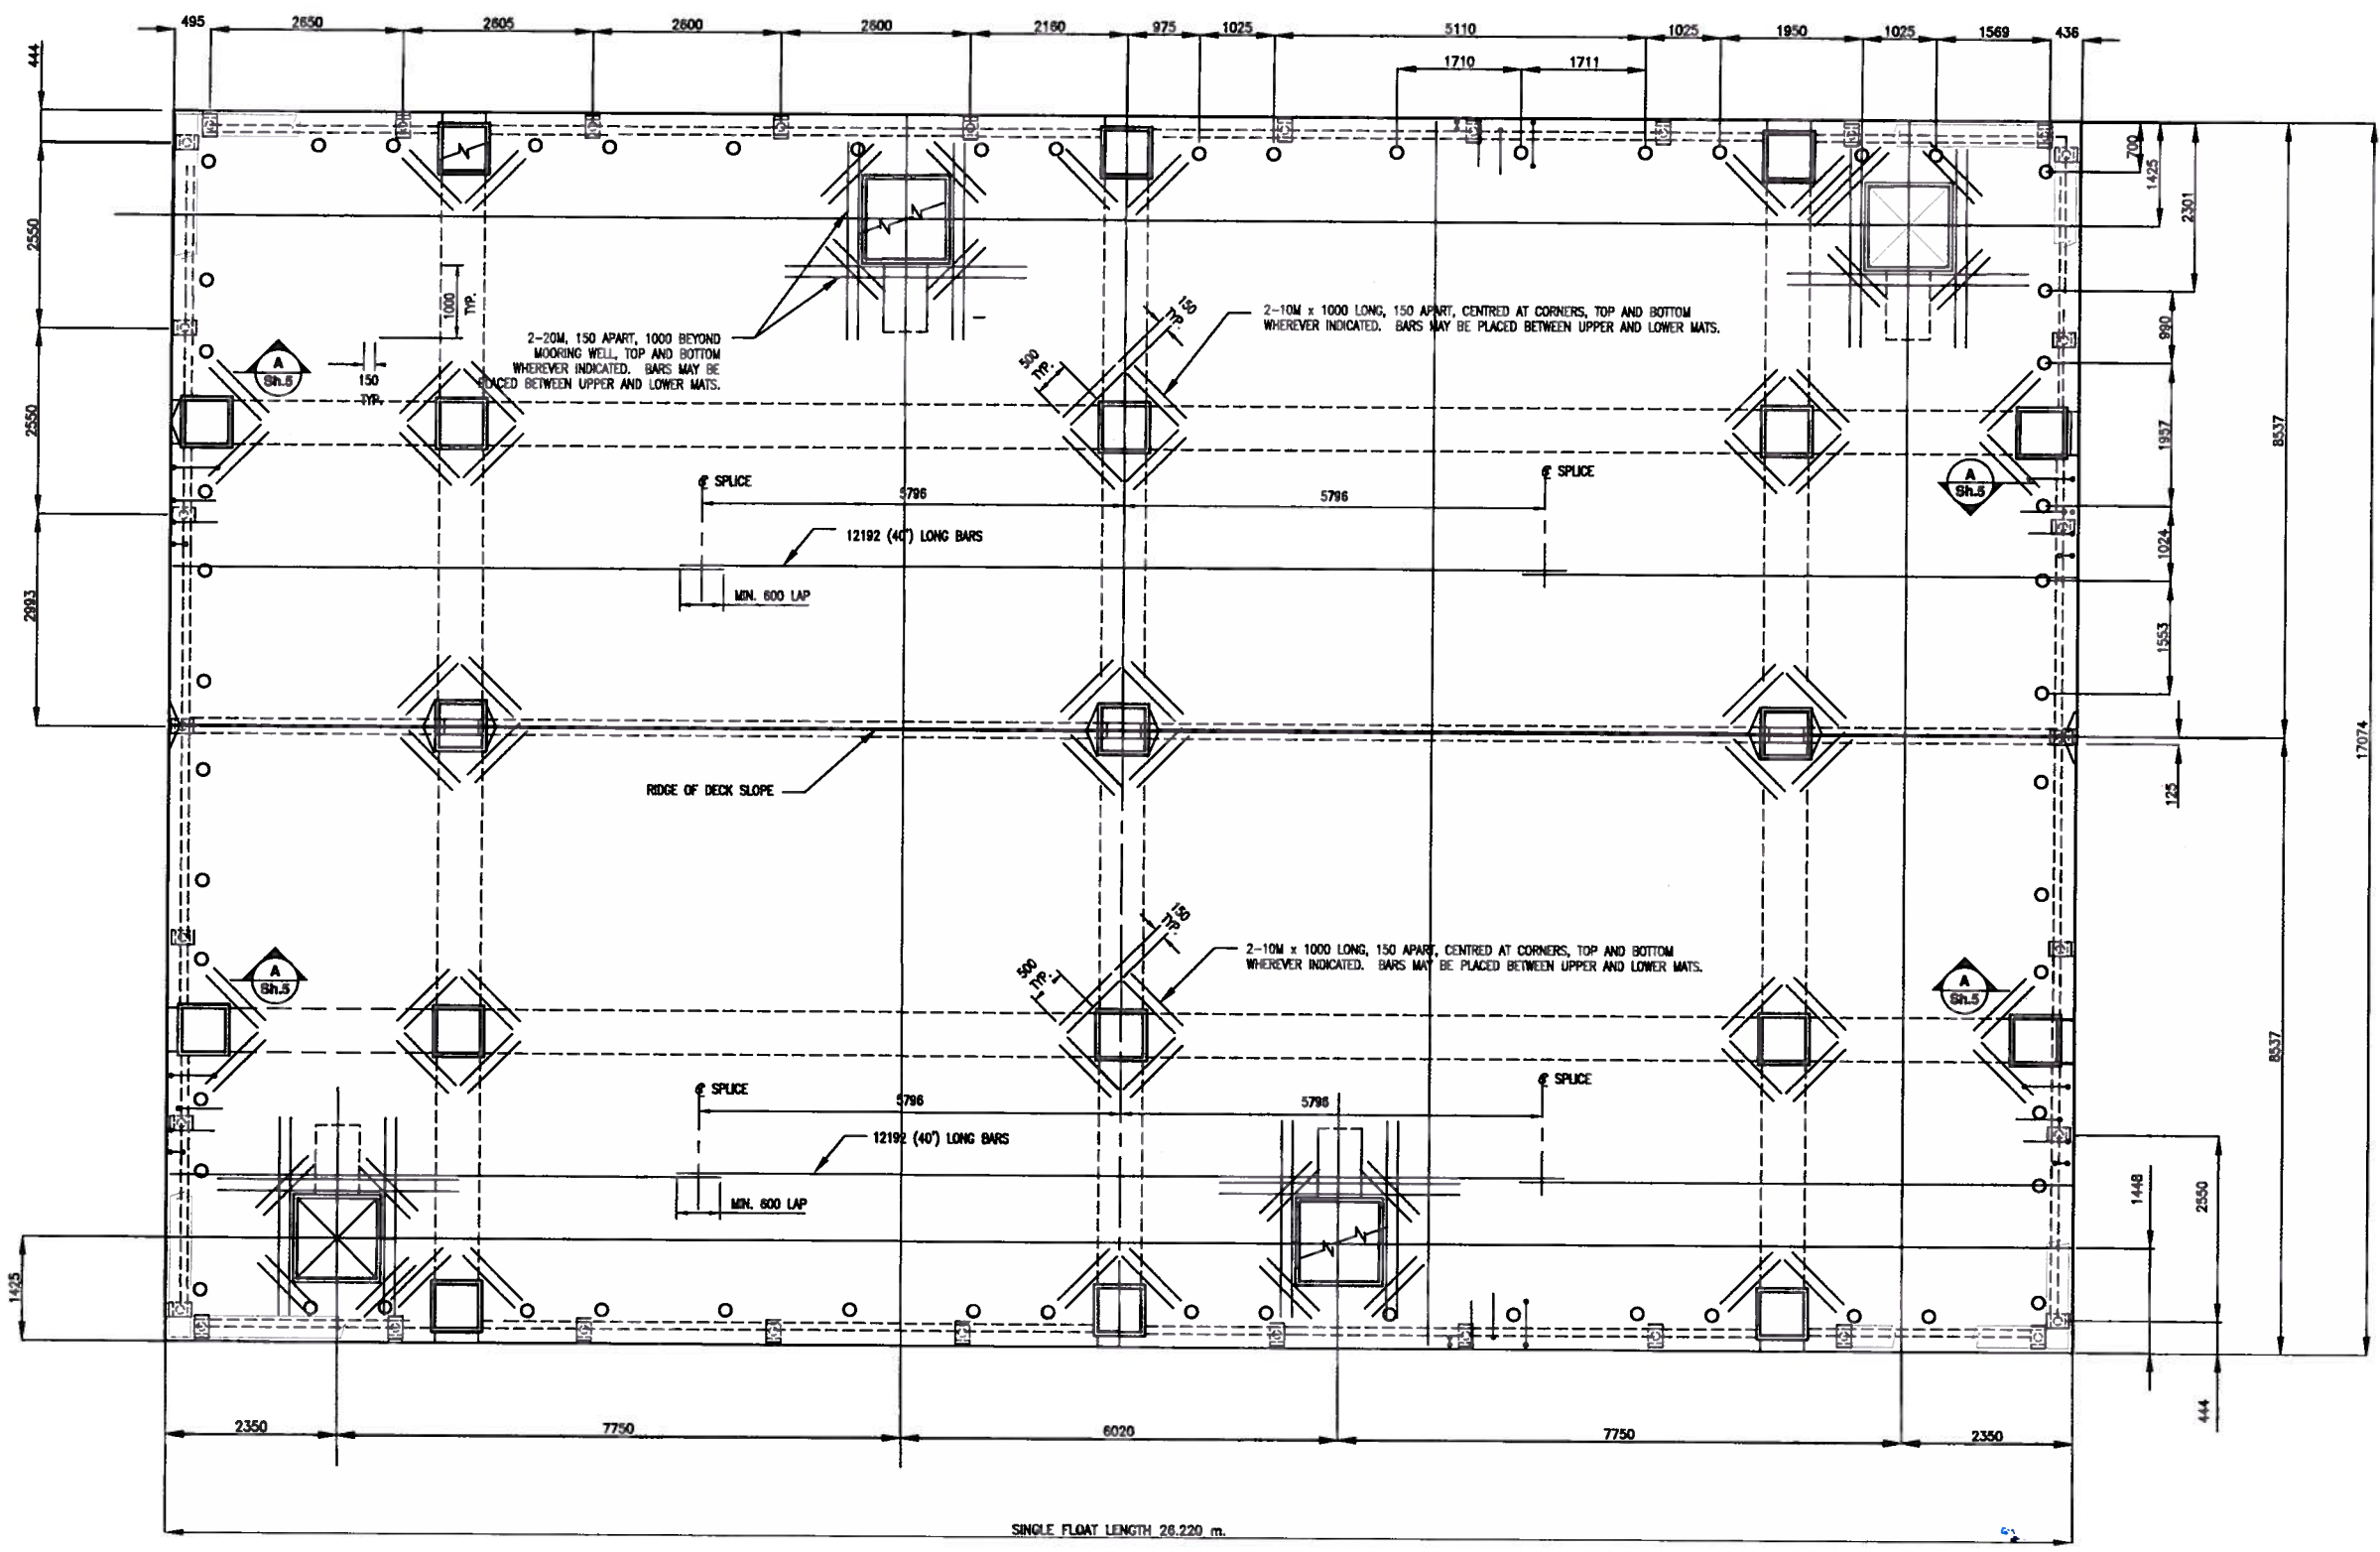 495
2650
2605
2600
2600
2160
975
1025
5110
1025
1950
1025
1569
436
1710
1711
444
2550
2550
2993
1425
700
1425
2301
990
1957
1024
1553
125
8537
8537
17074
1448
2550
444
1000
TYP.
150
TYP.
2-20M, 150 APART, 1000 BEYOND
MOORING WELL, TOP AND BOTTOM
WHEREVER INDICATED. BARS MAY BE
PLACED BETWEEN UPPER AND LOWER MATS.
150
TYP.
500
TYP.
2-10M x 1000 LONG, 150 APART, CENTRED AT CORNERS, TOP AND BOTTOM
WHEREVER INDICATED. BARS MAY BE PLACED BETWEEN UPPER AND LOWER MATS.
A
Sh.5
A
Sh.5
℄ SPLICE
5796
5796
℄ SPLICE
12192 (40') LONG BARS
MIN. 600 LAP
RIDGE OF DECK SLOPE
150
TYP.
500
TYP.
2-10M x 1000 LONG, 150 APART, CENTRED AT CORNERS, TOP AND BOTTOM
WHEREVER INDICATED. BARS MAY BE PLACED BETWEEN UPPER AND LOWER MATS.
A
Sh.5
A
Sh.5
℄ SPLICE
5796
5796
℄ SPLICE
12192 (40') LONG BARS
MIN. 600 LAP
2350
7750
6020
7750
2350
SINGLE FLOAT LENGTH 26.220 m.